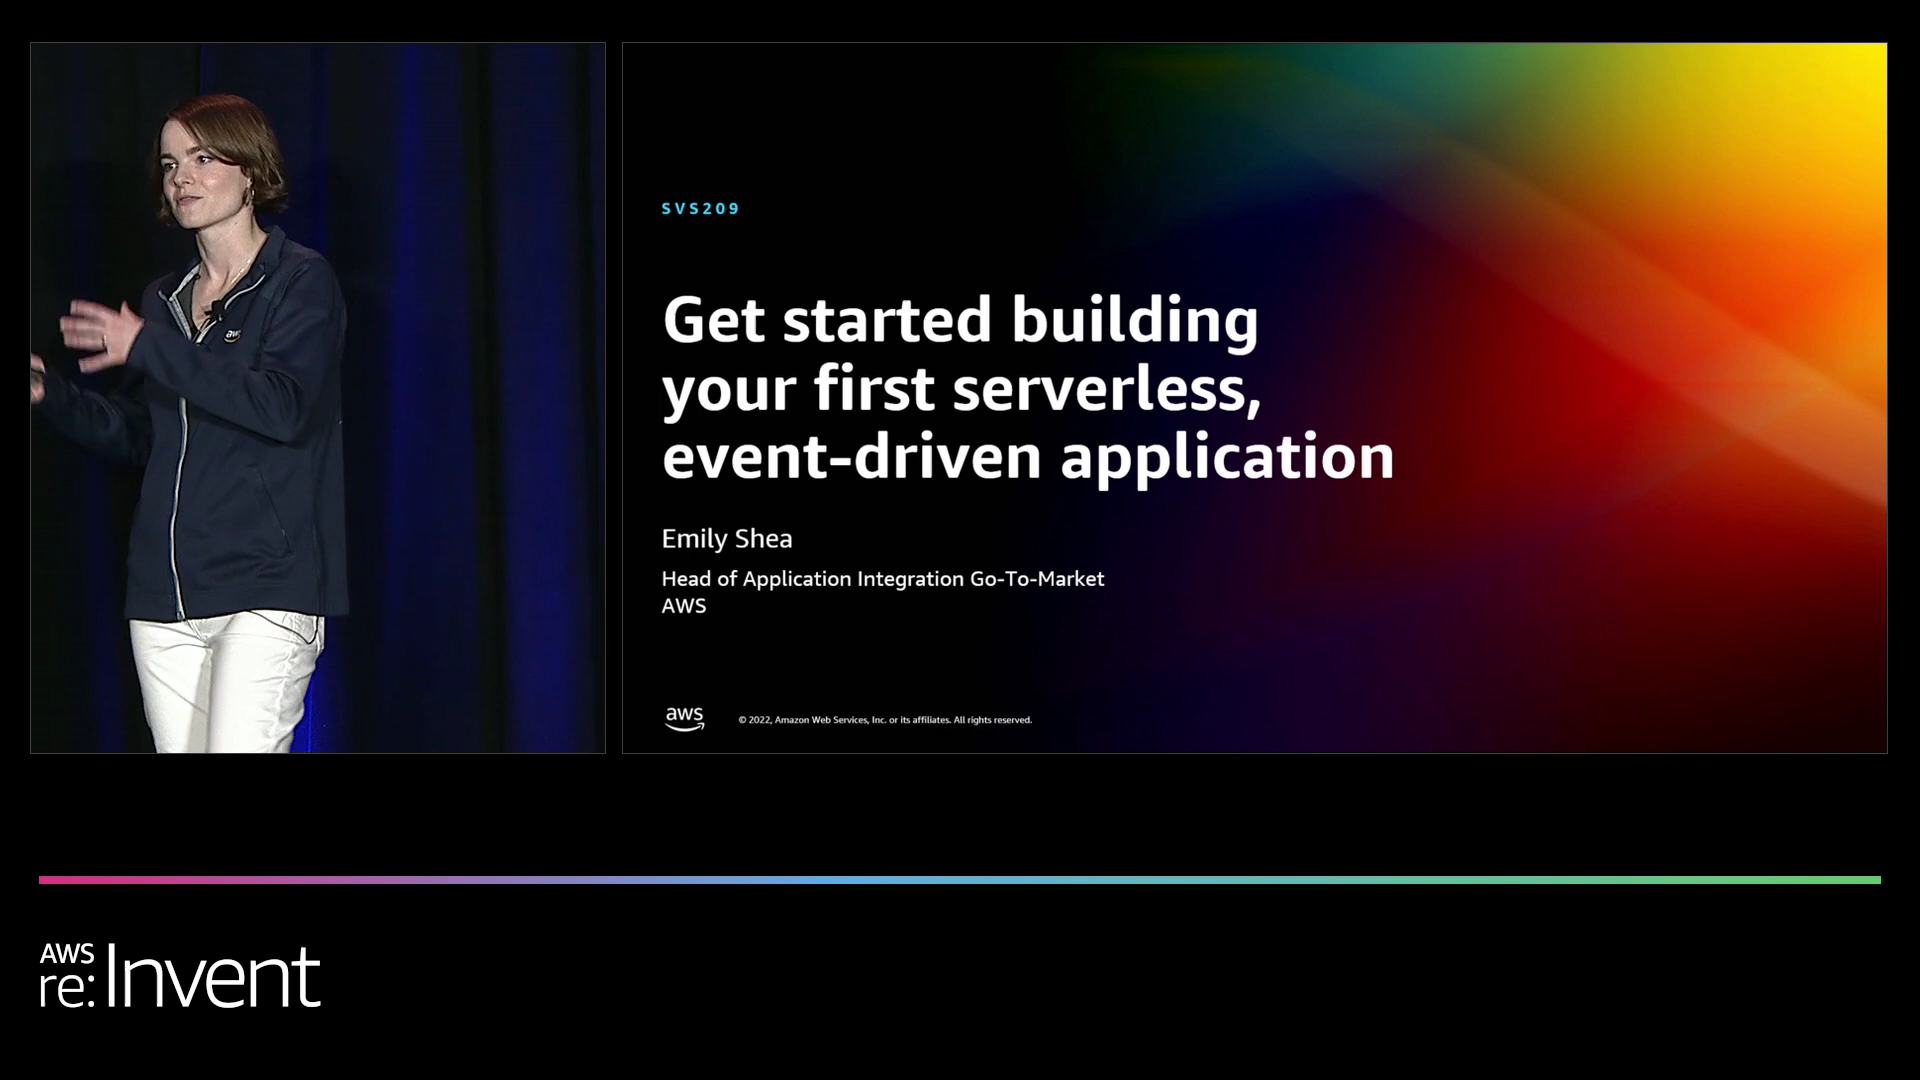 aws
SVS209
Get started building
your first serverless,
event-driven application
Emily Shea
Head of Application Integration Go-To-Market
AWS
aws
© 2022, Amazon Web Services, Inc. or its affiliates. All rights reserved.
AWS
re:Invent